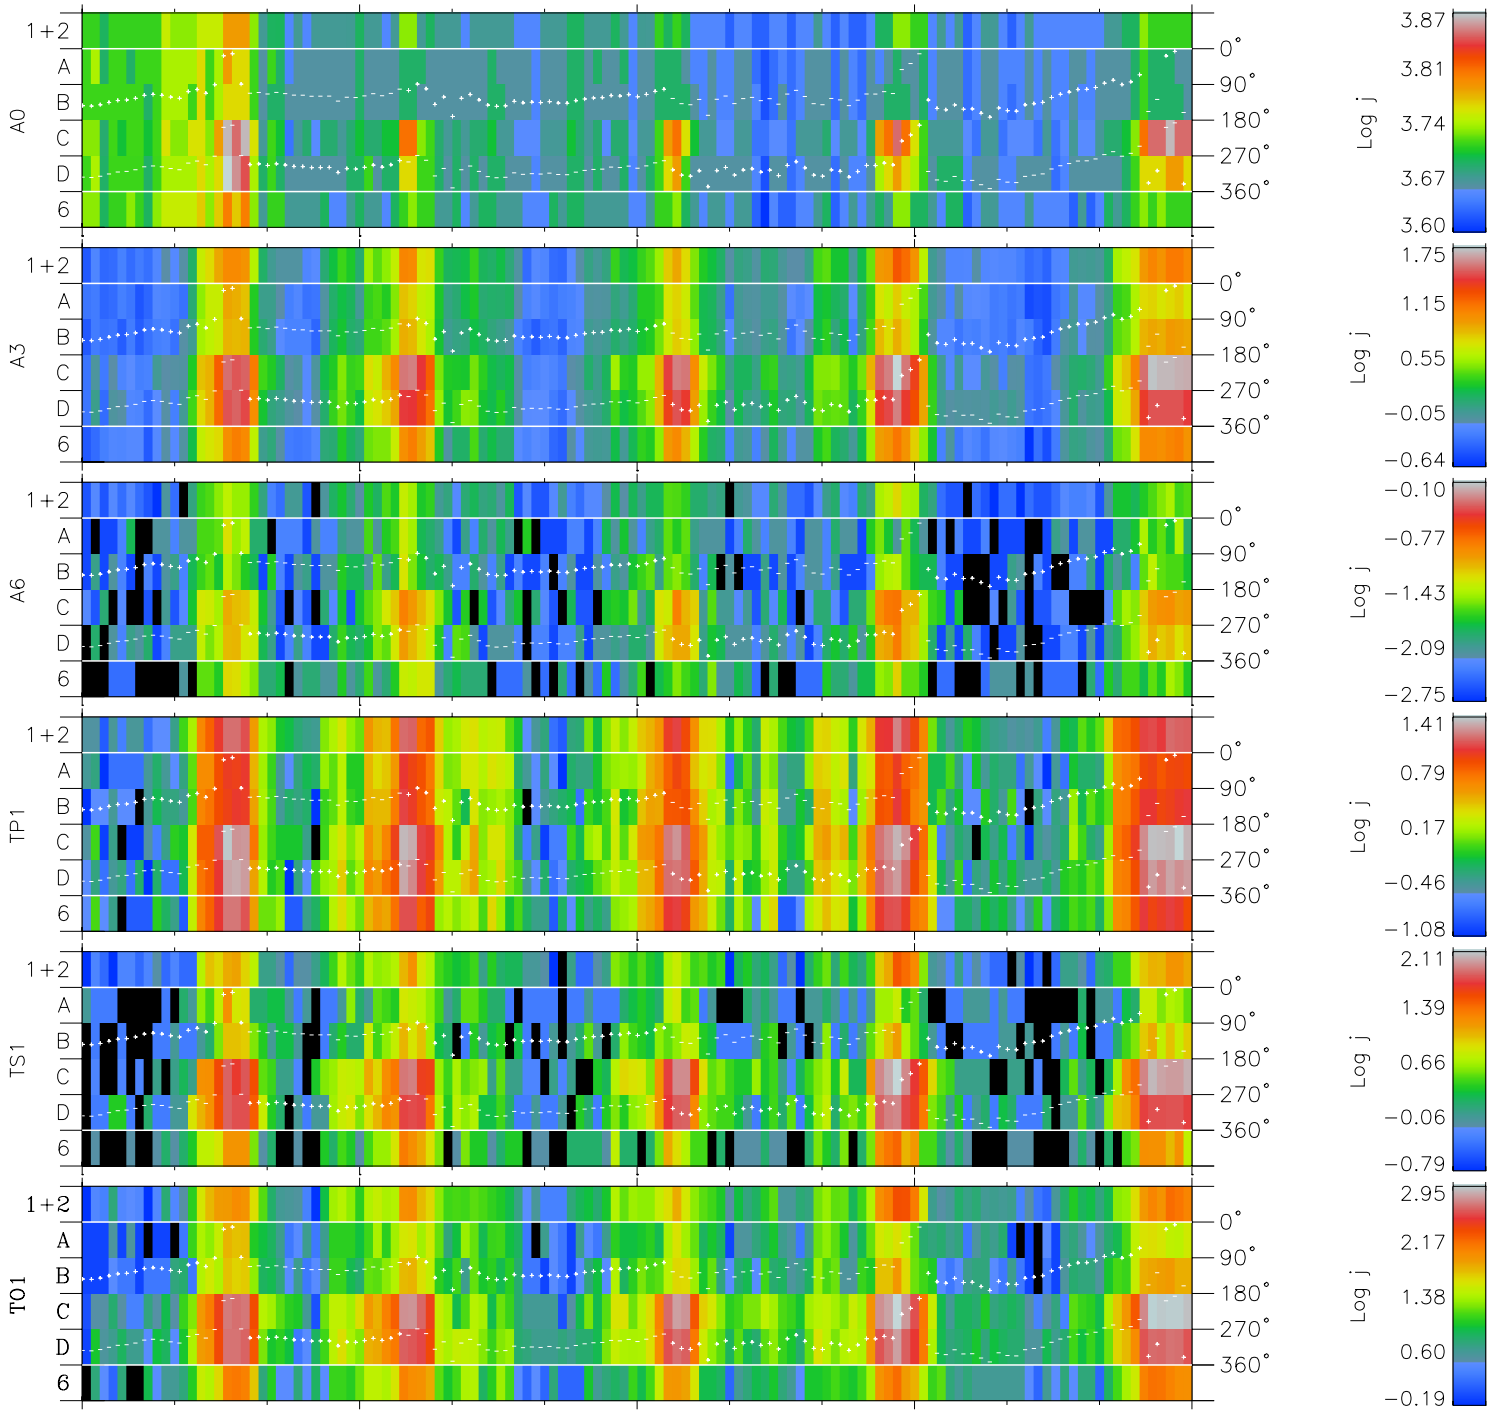 A0
1+2
A
B
C
D
6
0°
90°
180°
270°
360°
Log j
3.87
3.81
3.74
3.67
3.60
A3
1+2
A
B
C
D
6
0°
90°
180°
270°
360°
Log j
1.75
1.15
0.55
−0.05
−0.64
A6
1+2
A
B
C
D
6
0°
90°
180°
270°
360°
Log j
−0.10
−0.77
−1.43
−2.09
−2.75
TP1
1+2
A
B
C
D
6
0°
90°
180°
270°
360°
Log j
1.41
0.79
0.17
−0.46
−1.08
TS1
1+2
A
B
C
D
6
0°
90°
180°
270°
360°
Log j
2.11
1.39
0.66
−0.06
−0.79
TO1
1+2
A
B
C
D
6
0°
90°
180°
270°
360°
Log j
2.95
2.17
1.38
0.60
−0.19